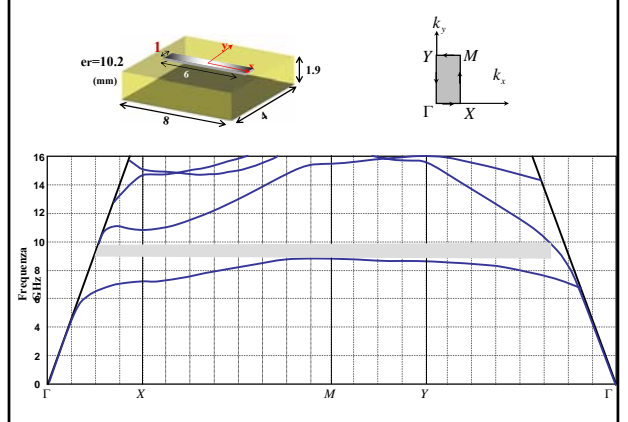 1
y
x
er=10.2
(mm)
6
1.9
8
4
k_y
Y
M
k_x
Γ
X
Frequenza
GHz
16
14
12
10
8
6
4
2
0
Γ
X
M
Y
Γ